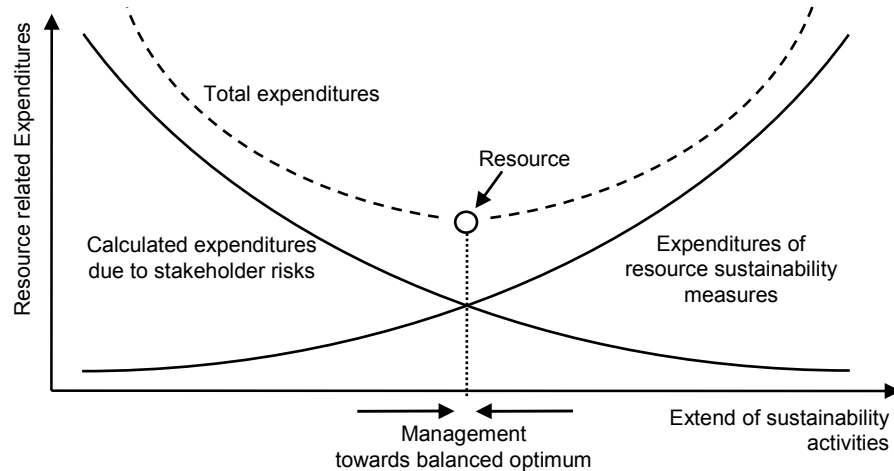 Resource related Expenditures
Total expenditures
Resource
Calculated expenditures
due to stakeholder risks
Expenditures of
resource sustainability
measures
Management
towards balanced optimum
Extend of sustainability
activities